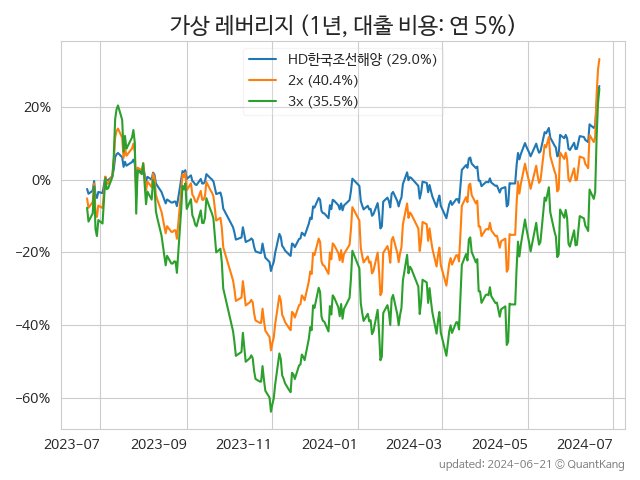 가상 레버리지 (1년, 대출 비용: 연 5%)
HD한국조선해양 (29.0%)
2x (40.4%)
3x (35.5%)
20%
0%
−20%
−40%
−60%
2023-07 2023-09 2023-11 2024-01 2024-03 2024-05 2024-07
updated: 2024-06-21 © QuantKang